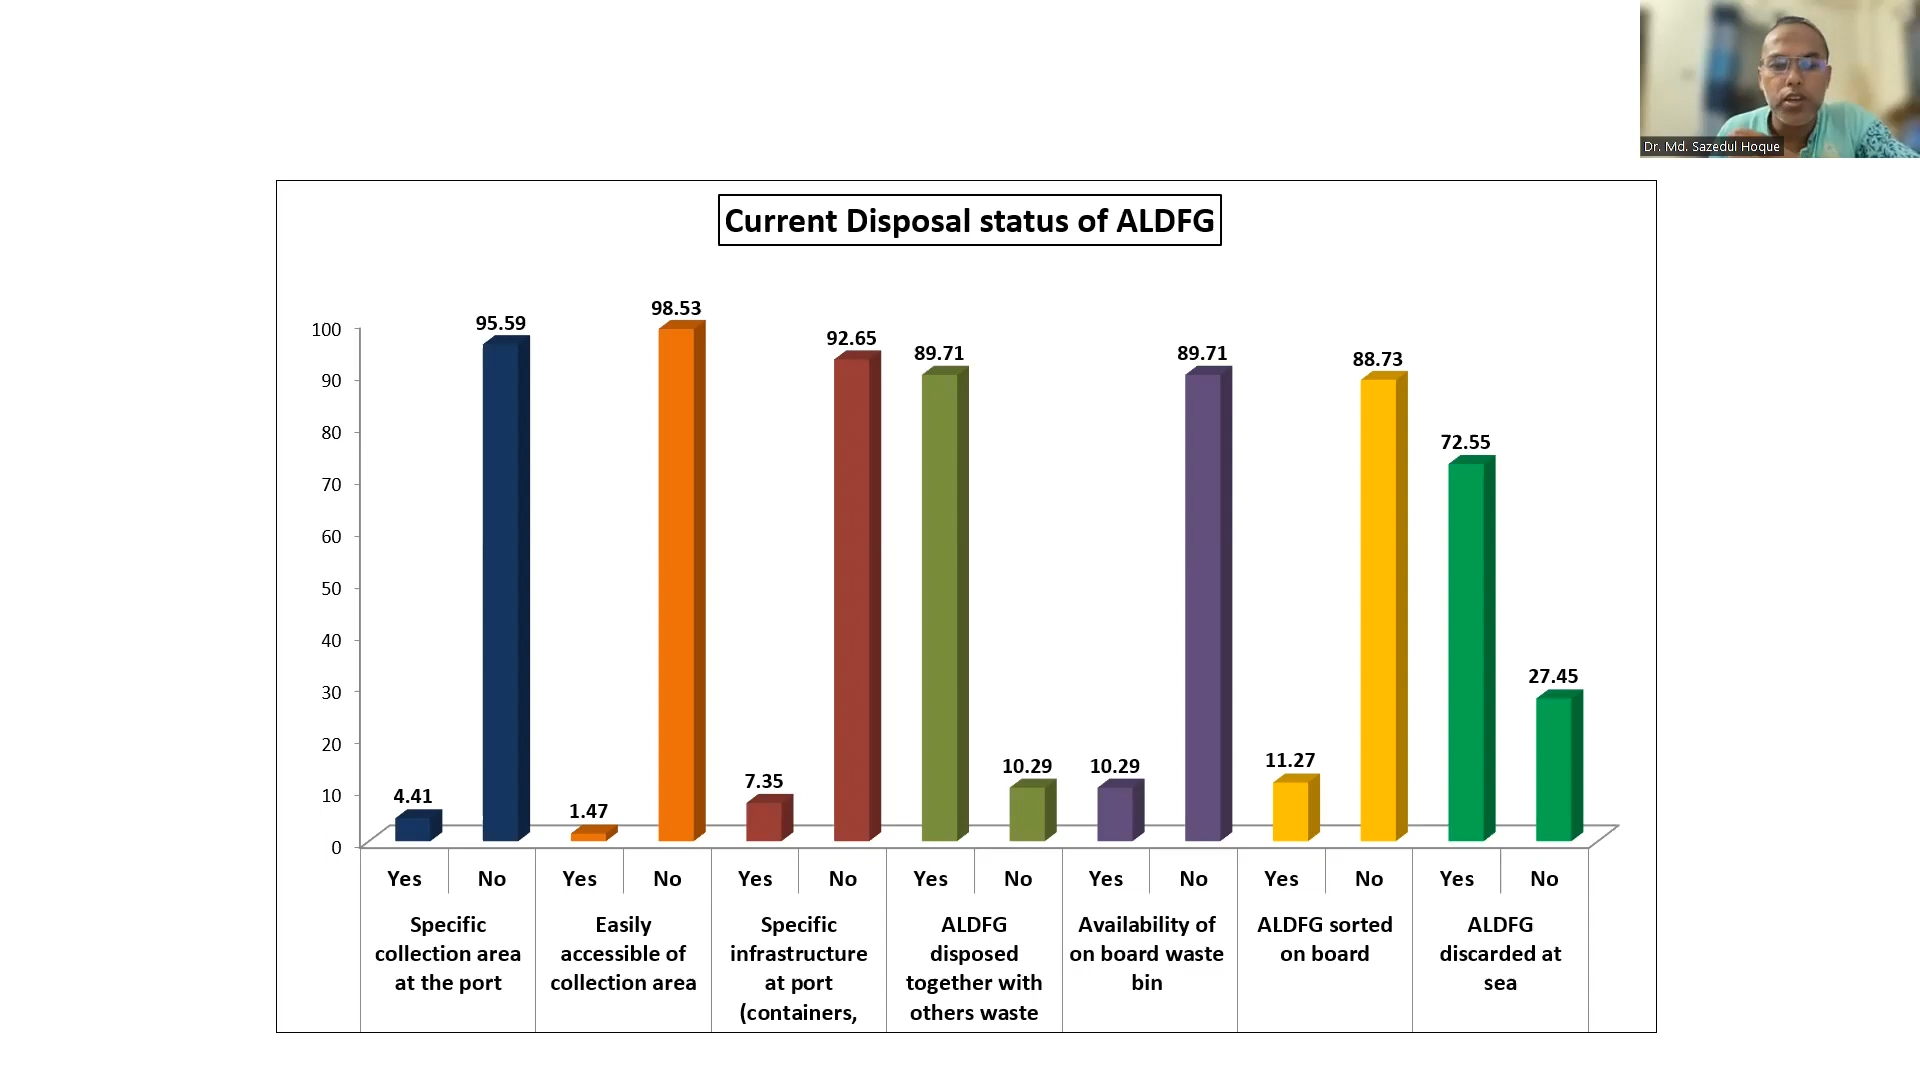 Dr. Md. Sazedul Hoque
Current Disposal status of ALDFG
98.53
95.59
92.65
89.71
89.71
88.73
72.55
27.45
11.27
10.29
10.29
7.35
4.41
1.47
100
90
80
70
60
50
40
30
20
10
0
Yes No Yes No Yes No Yes No Yes No Yes No Yes No
Specific
collection area
at the port
Easily
accessible of
collection area
Specific
infrastructure
at port
(containers,
ALDFG
disposed
together with
others waste
Availability of
on board waste
bin
ALDFG sorted
on board
ALDFG
discarded at
sea